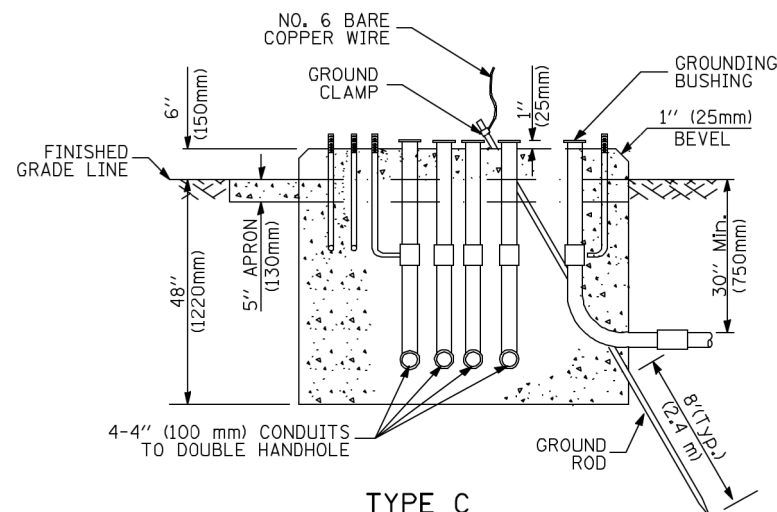 NO. 6 BARE
COPPER WIRE
GROUND
CLAMP
GROUNDING
BUSHING
1" (25mm)
BEVEL
6"
(150mm)
1"
(25mm)
FINISHED
GRADE LINE
48"
(1220mm)
5" APRON
(130mm)
30" Min.
(750mm)
4-4" (100 mm) CONDUITS
TO DOUBLE HANDHOLE
GROUND
ROD
8'(Typ.)
(2.4 m)
TYPE C